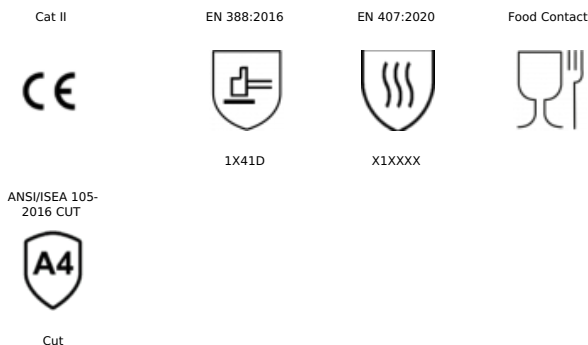 Cat II
EN 388:2016
EN 407:2020
Food Contact
CE
1X41D
X1XXXX
ANSI/ISEA 105-
2016 CUT
A4
Cut